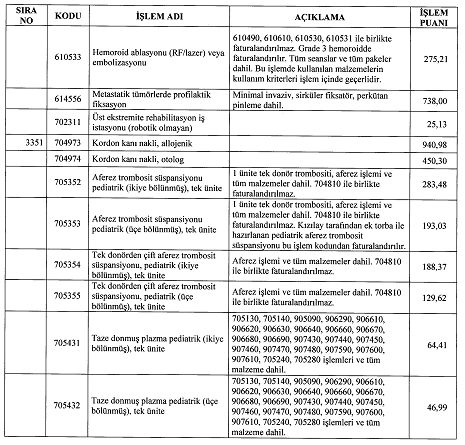 SIRA NO KODU İŞLEM ADI AÇIKLAMA İŞLEM PUANI
610533 Hemoroid ablasyonu (RF/lazer) veya embolizasyonu 610490, 610610, 610530, 610531 ile birlikte faturalandırılmaz. Grade 3 hemoroidde faturalandırılır. Tüm seanslar ve tüm paketler dahil. Bu işlemde kullanılan malzemelerin kullanım kriterleri işlem içinde geçerlidir. 275,21
614556 Metastatik tümörlerde profilaktik fiksasyon Minimal invaziv, sirküler fiksatör, perkütan pinleme dahil. 738,00
702311 Üst ekstremite rehabilitasyon iş istasyonu (robotik olmayan) 25,13
3351 704973 Kordon kanı nakli, allojenik 940,98
704974 Kordon kanı nakli, otolog 450,30
705352 Aferez trombosit süspansiyonu pediatrik (ikiye bölünmüş), tek ünite 1 ünite tek donör trombositi, aferez işlemi ve tüm malzemeler dahil. 704810 ile birlikte faturalandırılmaz. 283,48
705353 Aferez trombosit süspansiyonu pediatrik (üçe bölünmüş), tek ünite 1 ünite tek donör trombositi, aferez işlemi ve tüm malzemeler dahil. 704810 ile birlikte faturalandırılmaz. Kızılay tarafından ek torba ile hazırlanan pediatrik aferez trombosit süspansiyonu bu işlem kodundan faturalandırılır. 193,03
705354 Tek donörden çift aferez trombosit süspansiyonu, pediatrik (ikiye bölünmüş), tek ünite Aferez işlemi ve tüm malzemeler dahil. 704810 ile birlikte faturalandırılmaz. 188,37
705355 Tek donörden çift aferez trombosit süspansiyonu, pediatrik (üçe bölünmüş), tek ünite Aferez işlemi ve tüm malzemeler dahil. 704810 ile birlikte faturalandırılmaz. 129,62
705431 Taze donmuş plazma pediatrik (ikiye bölünmüş), tek ünite 705130, 705140, 905090, 906290, 906610, 906620, 906630, 906640, 906660, 906670, 906680, 906690, 907430, 907440, 907450, 907460, 907470, 907480, 907590, 907600, 907610, 705240, 705280 işlemleri ve tüm malzeme dahil. 64,41
705432 Taze donmuş plazma pediatrik (üçe bölünmüş), tek ünite 705130, 705140, 905090, 906290, 906610, 906620, 906630, 906640, 906660, 906670, 906680, 906690, 907430, 907440, 907450, 907460, 907470, 907480, 907590, 907600, 907610, 705240, 705280 işlemleri ve tüm malzeme dahil. 46,99